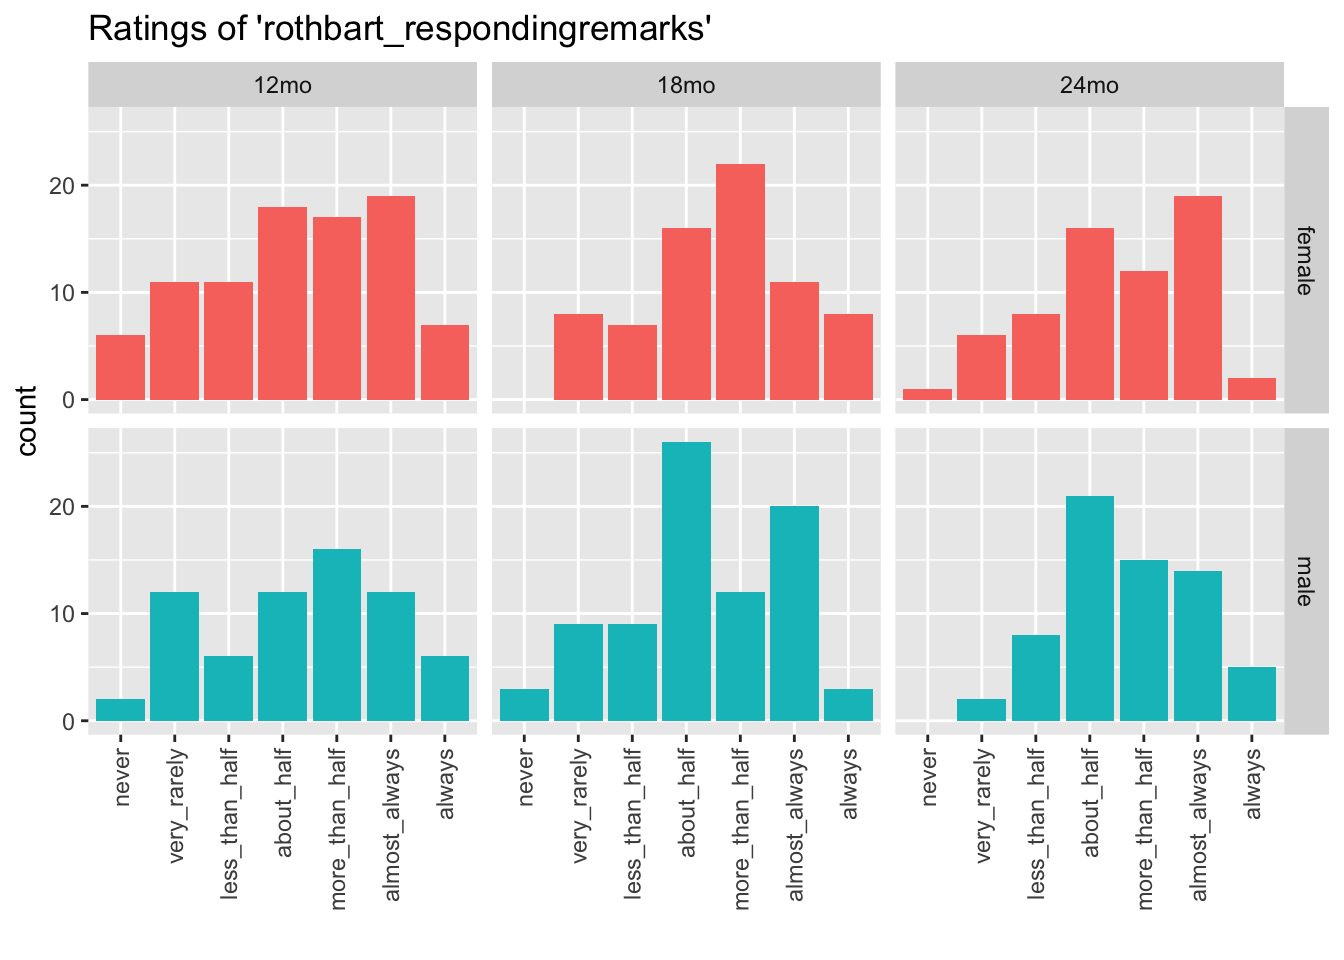 Ratings of 'rothbart_respondingremarks'
12mo 18mo 24mo
20
10
0
female
count
20
10
0
male
never very_rarely less_than_half about_half more_than_half almost_always always never very_rarely less_than_half about_half more_than_half almost_always always never very_rarely less_than_half about_half more_than_half almost_always always